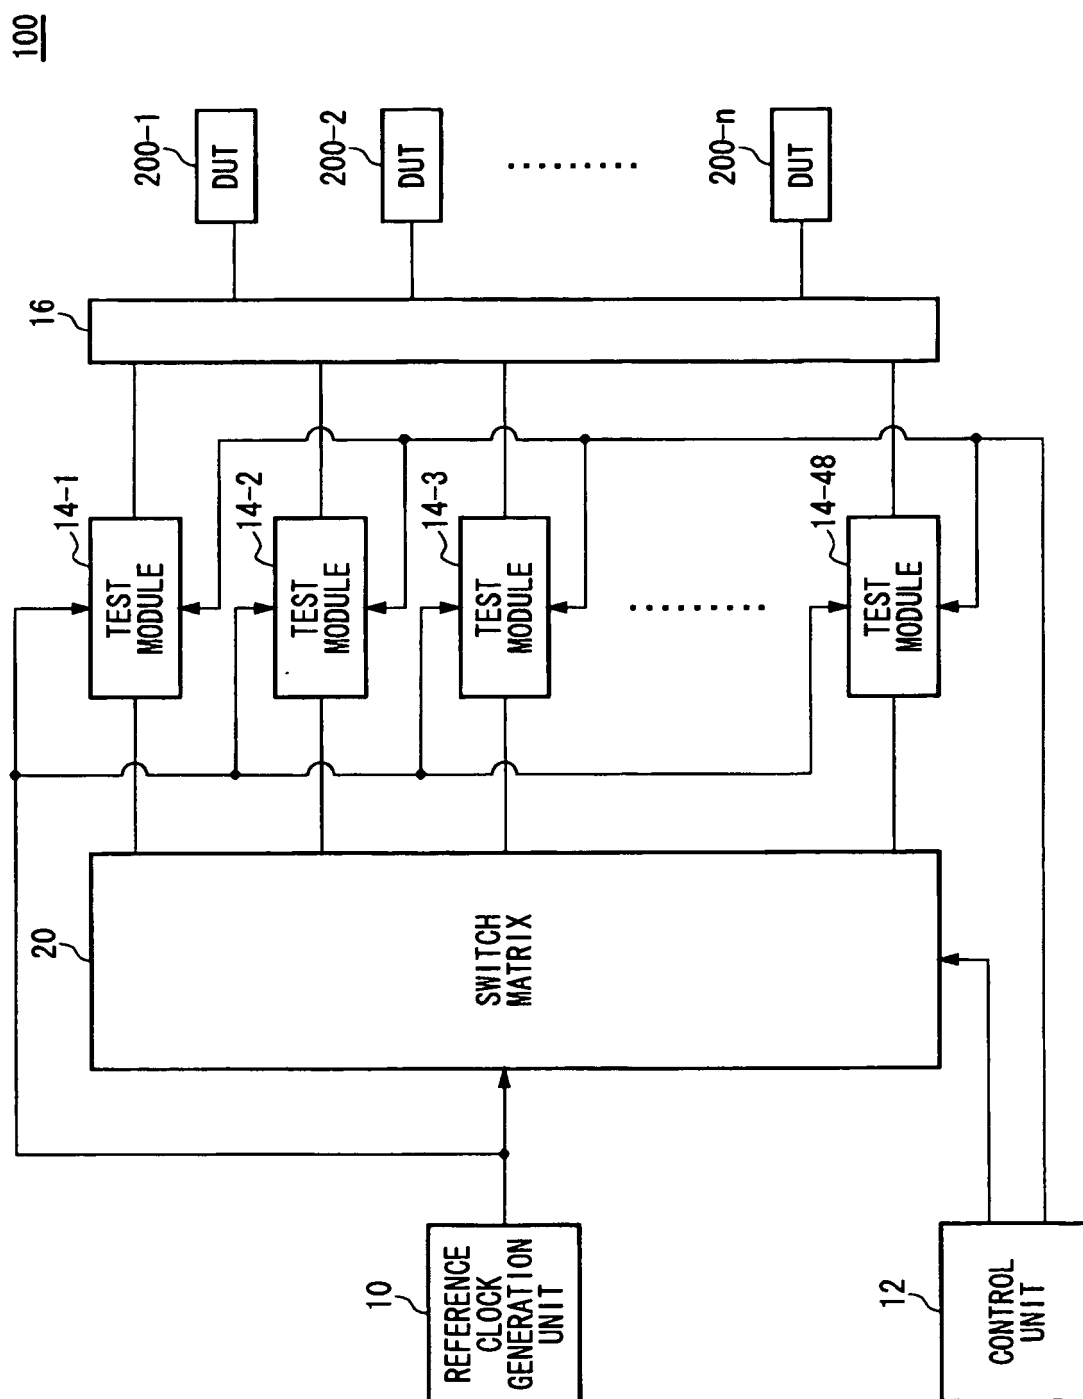 100
10
REFERENCE
CLOCK
GENERATION
UNIT
12
CONTROL
UNIT
20
SWITCH
MATRIX
14-1
TEST
MODULE
14-2
TEST
MODULE
14-3
TEST
MODULE
14-48
TEST
MODULE
16
200-1
DUT
200-2
DUT
200-n
DUT